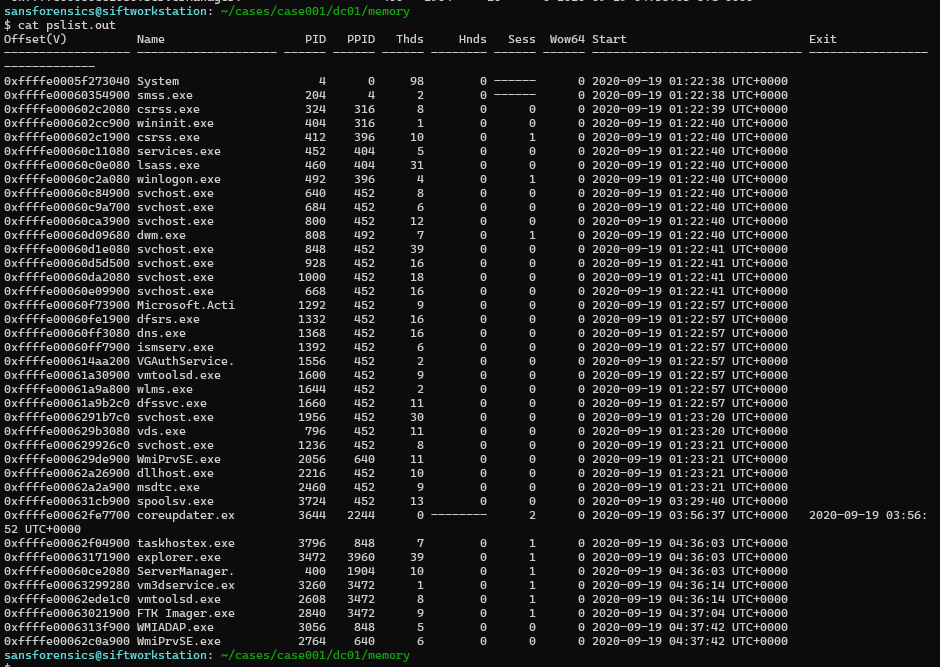 sansforensics@siftworkstation: ~/cases/case001/dc01/memory
$ cat pslist.out
Offset(V) Name PID PPID Thds Hnds Sess Wow64 Start Exit
------------------ -------------------- ------ ------ ------ -------- ------ ------ ------------------------------ -----------------
-------------
0xffffe0005f273040 System 4 0 98 0 ------ 0 2020-09-19 01:22:38 UTC+0000
0xffffe00060354900 smss.exe 204 4 2 0 ------ 0 2020-09-19 01:22:38 UTC+0000
0xffffe000602c2080 csrss.exe 324 316 8 0 0 0 2020-09-19 01:22:39 UTC+0000
0xffffe000602cc900 wininit.exe 404 316 1 0 0 0 2020-09-19 01:22:40 UTC+0000
0xffffe000602c1900 csrss.exe 412 396 10 0 1 0 2020-09-19 01:22:40 UTC+0000
0xffffe00060c11080 services.exe 452 404 5 0 0 0 2020-09-19 01:22:40 UTC+0000
0xffffe00060c0e080 lsass.exe 460 404 31 0 0 0 2020-09-19 01:22:40 UTC+0000
0xffffe00060c2a080 winlogon.exe 492 396 4 0 1 0 2020-09-19 01:22:40 UTC+0000
0xffffe00060c84900 svchost.exe 640 452 8 0 0 0 2020-09-19 01:22:40 UTC+0000
0xffffe00060c9a700 svchost.exe 684 452 6 0 0 0 2020-09-19 01:22:40 UTC+0000
0xffffe00060ca3900 svchost.exe 800 452 12 0 0 0 2020-09-19 01:22:40 UTC+0000
0xffffe00060d09680 dwm.exe 808 492 7 0 1 0 2020-09-19 01:22:40 UTC+0000
0xffffe00060d1e080 svchost.exe 848 452 39 0 0 0 2020-09-19 01:22:41 UTC+0000
0xffffe00060d5d500 svchost.exe 928 452 16 0 0 0 2020-09-19 01:22:41 UTC+0000
0xffffe00060da2080 svchost.exe 1000 452 18 0 0 0 2020-09-19 01:22:41 UTC+0000
0xffffe00060e09900 svchost.exe 668 452 16 0 0 0 2020-09-19 01:22:41 UTC+0000
0xffffe00060f73900 Microsoft.Acti 1292 452 9 0 0 0 2020-09-19 01:22:57 UTC+0000
0xffffe00060fe1900 dfsrs.exe 1332 452 16 0 0 0 2020-09-19 01:22:57 UTC+0000
0xffffe00060ff3080 dns.exe 1368 452 16 0 0 0 2020-09-19 01:22:57 UTC+0000
0xffffe00060ff7900 ismserv.exe 1392 452 6 0 0 0 2020-09-19 01:22:57 UTC+0000
0xffffe000614aa200 VGAuthService. 1556 452 2 0 0 0 2020-09-19 01:22:57 UTC+0000
0xffffe00061a30900 vmtoolsd.exe 1600 452 9 0 0 0 2020-09-19 01:22:57 UTC+0000
0xffffe00061a9a800 wlms.exe 1644 452 2 0 0 0 2020-09-19 01:22:57 UTC+0000
0xffffe00061a9b2c0 dfssvc.exe 1660 452 11 0 0 0 2020-09-19 01:22:57 UTC+0000
0xffffe0006291b7c0 svchost.exe 1956 452 30 0 0 0 2020-09-19 01:23:20 UTC+0000
0xffffe000629b3080 vds.exe 796 452 11 0 0 0 2020-09-19 01:23:20 UTC+0000
0xffffe000629926c0 svchost.exe 1236 452 8 0 0 0 2020-09-19 01:23:21 UTC+0000
0xffffe000629de900 WmiPrvSE.exe 2056 640 11 0 0 0 2020-09-19 01:23:21 UTC+0000
0xffffe00062a26900 dllhost.exe 2216 452 10 0 0 0 2020-09-19 01:23:21 UTC+0000
0xffffe00062a2a900 msdtc.exe 2460 452 9 0 0 0 2020-09-19 01:23:21 UTC+0000
0xffffe000631cb900 spoolsv.exe 3724 452 13 0 0 0 2020-09-19 03:29:40 UTC+0000
0xffffe00062fe7700 coreupdater.ex 3644 2244 0 -------- 2 0 2020-09-19 03:56:37 UTC+0000 2020-09-19 03:56:
52 UTC+0000
0xffffe00062f04900 taskhostex.exe 3796 848 7 0 1 0 2020-09-19 04:36:03 UTC+0000
0xffffe00063171900 explorer.exe 3472 3960 39 0 1 0 2020-09-19 04:36:03 UTC+0000
0xffffe00060ce2080 ServerManager. 400 1904 10 0 1 0 2020-09-19 04:36:03 UTC+0000
0xffffe00063299280 vm3dservice.ex 3260 3472 1 0 1 0 2020-09-19 04:36:14 UTC+0000
0xffffe00062ede1c0 vmtoolsd.exe 2608 3472 8 0 1 0 2020-09-19 04:36:14 UTC+0000
0xffffe00063021900 FTK Imager.exe 2840 3472 9 0 1 0 2020-09-19 04:37:04 UTC+0000
0xffffe0006313f900 WMIADAP.exe 3056 848 5 0 0 0 2020-09-19 04:37:42 UTC+0000
0xffffe00062c0a900 WmiPrvSE.exe 2764 640 6 0 0 0 2020-09-19 04:37:42 UTC+0000
sansforensics@siftworkstation: ~/cases/case001/dc01/memory